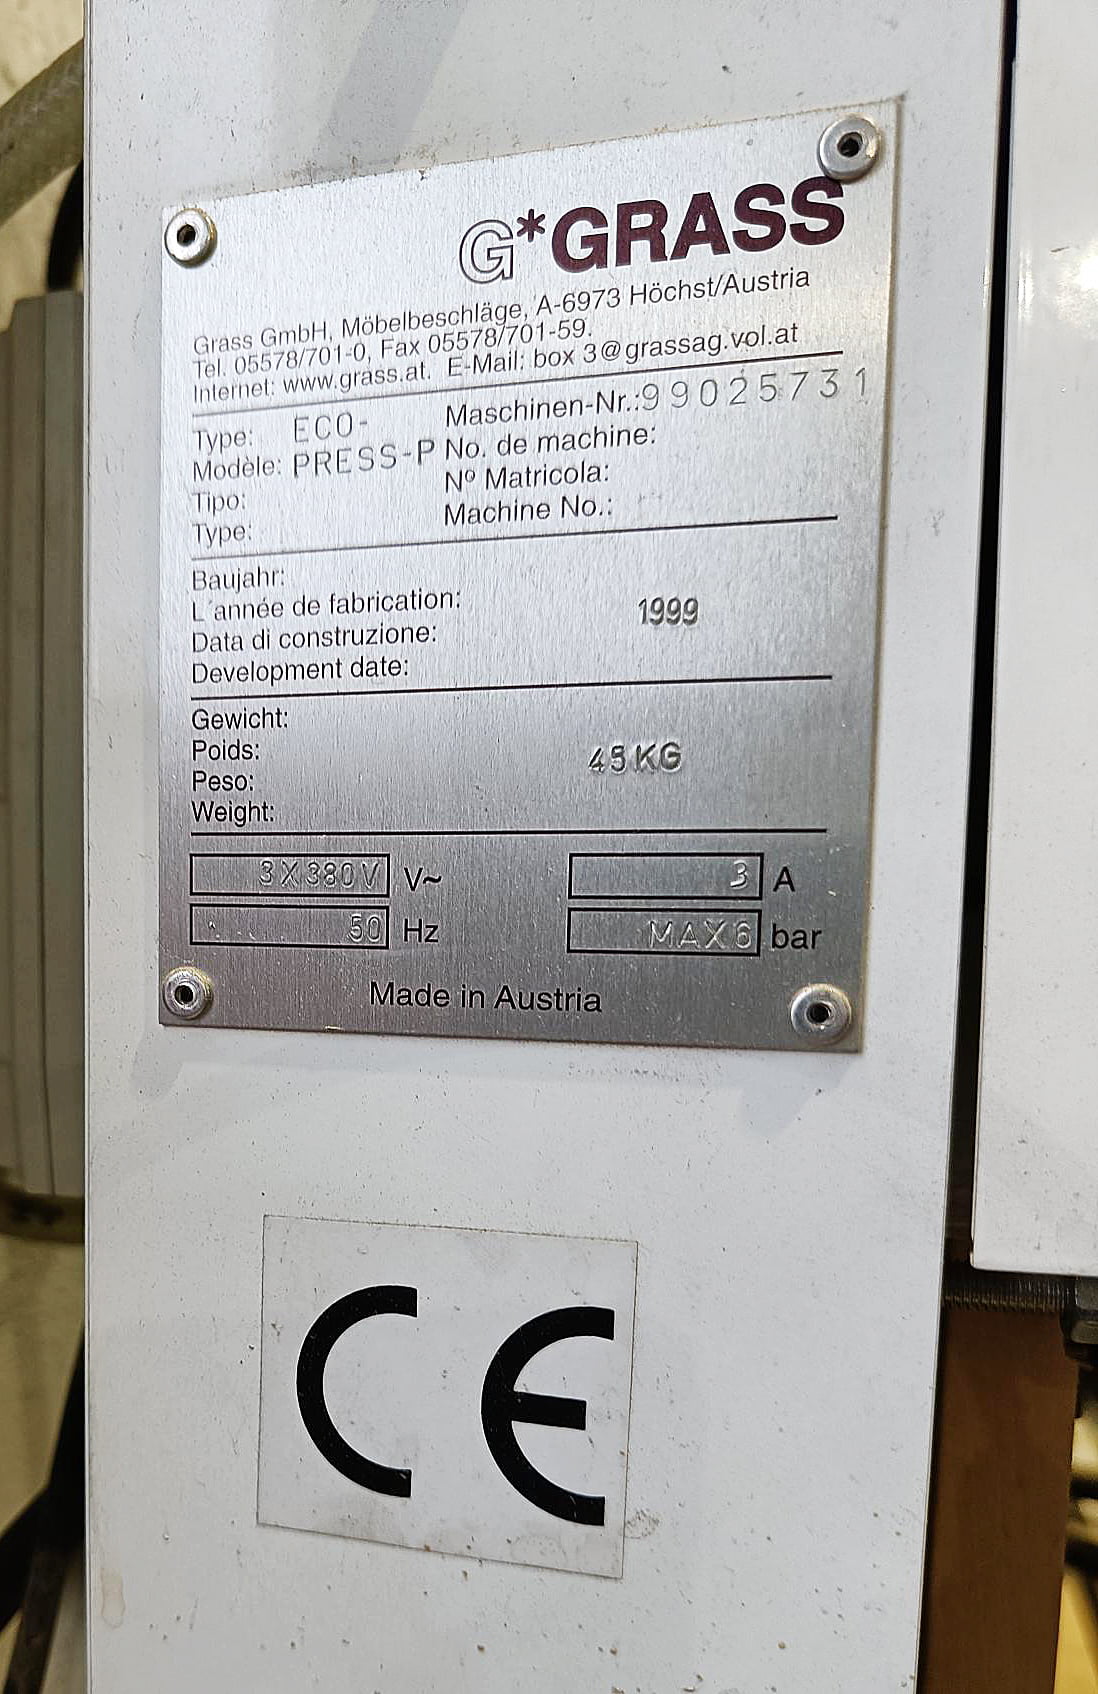 G*GRASS
Grass GmbH, Möbelbeschläge, A-6973 Höchst/Austria
Tel. 05578/701-0, Fax 05578/701-59.
Internet: www.grass.at. E-Mail: box 3@grassag.vol.at
Type: ECO- Maschinen-Nr.:99025731
Modèle: PRESS-P No. de machine:
Tipo: Nº Matricola:
Type: Machine No.:
Baujahr:
L´année de fabrication: 1999
Data di construzione:
Development date:
Gewicht:
Poids: 45KG
Peso:
Weight:
3X380V V~ 3 A
50 Hz MAX6 bar
Made in Austria
CE